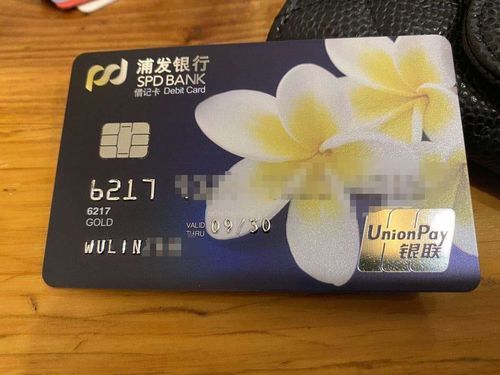 浦发银行
SPD BANK
借记卡 Debit Card
6217
6217
GOLD
VALID THRU 09/30
WULIN
UnionPay
银联